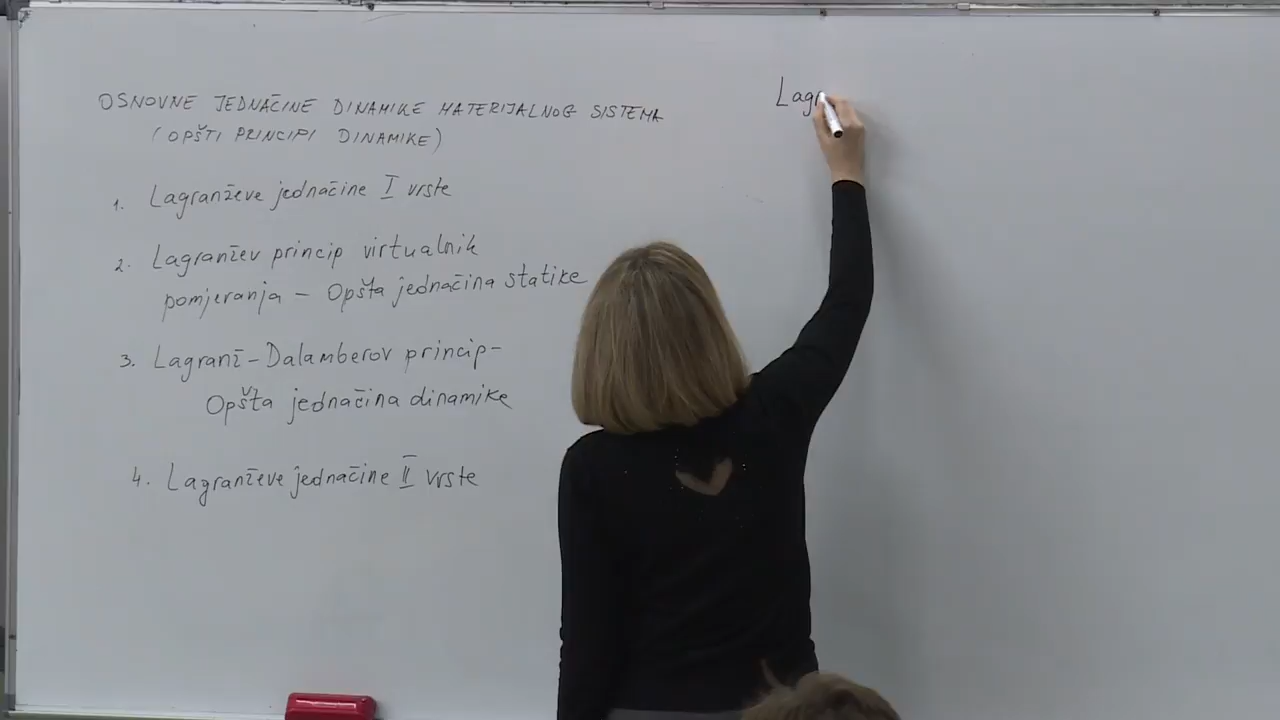 OSNOVNE JEDNAČINE DINAMIKE MATERIJALNOG SISTEMA
(OPŠTI PRINCIPI DINAMIKE)
1. Lagranževe jednačine I vrste
2. Lagranžev princip virtualnih
pomjeranja – Opšta jednačina statike
3. Lagranž-Dalamberov princip-
Opšta jednačina dinamike
4. Lagranževe jednačine II vrste
Lagr